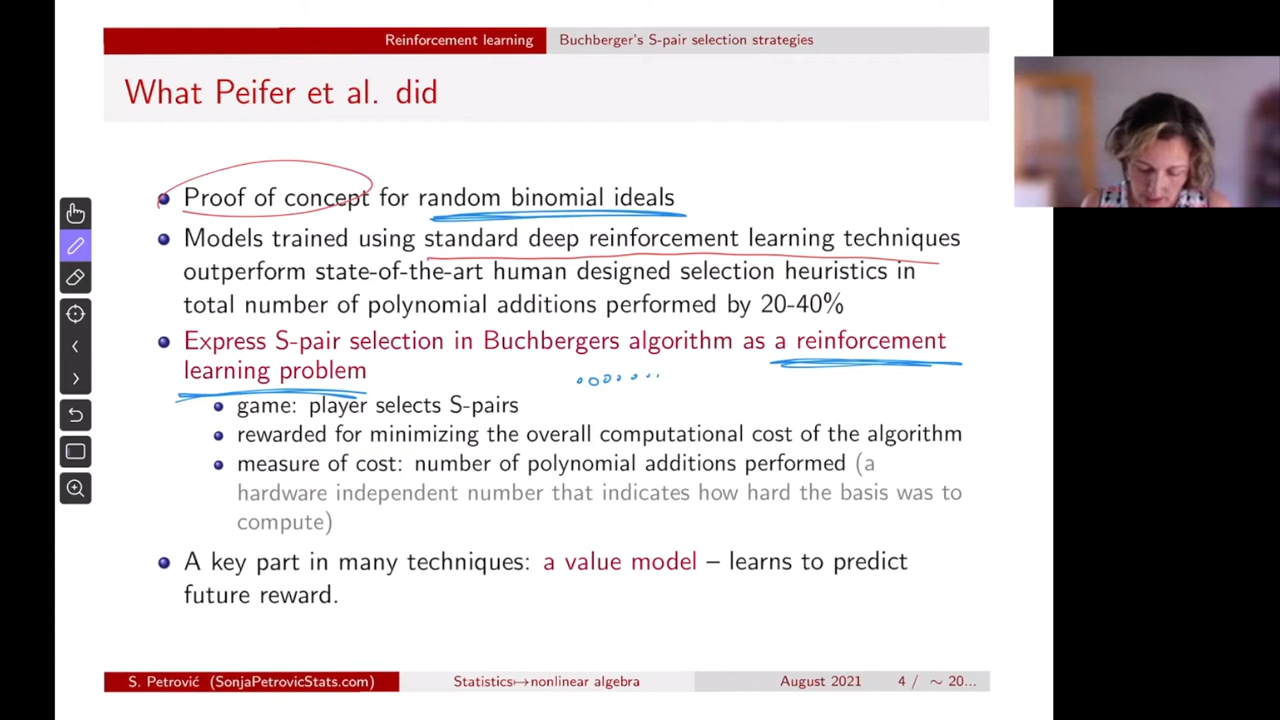 Reinforcement learning Buchberger's S-pair selection strategies
What Peifer et al. did
Proof of concept for random binomial ideals
Models trained using standard deep reinforcement learning techniques
outperform state-of-the-art human designed selection heuristics in
total number of polynomial additions performed by 20-40%
Express S-pair selection in Buchbergers algorithm as a reinforcement
learning problem
game: player selects S-pairs
rewarded for minimizing the overall computational cost of the algorithm
measure of cost: number of polynomial additions performed (a
hardware independent number that indicates how hard the basis was to
compute)
A key part in many techniques: a value model – learns to predict
future reward.
S. Petrović (SonjaPetrovicStats.com) Statistics↦nonlinear algebra August 2021 4 / ∼ 20...